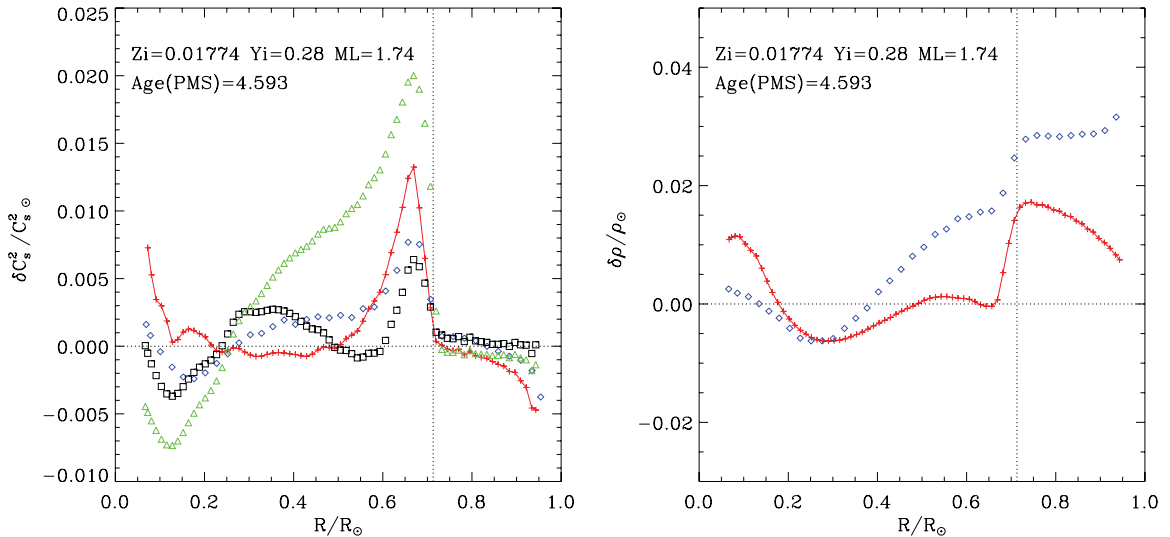 0.025
0.020
0.015
0.010
0.005
0.000
−0.005
−0.010
δC²ₛ/C²ₛ ⊙
Zi=0.01774 Yi=0.28 ML=1.74
Age(PMS)=4.593
0.0 0.2 0.4 0.6 0.8 1.0
R/R⊙
0.04
0.02
0.00
−0.02
δρ/ρ⊙
Zi=0.01774 Yi=0.28 ML=1.74
Age(PMS)=4.593
0.0 0.2 0.4 0.6 0.8 1.0
R/R⊙